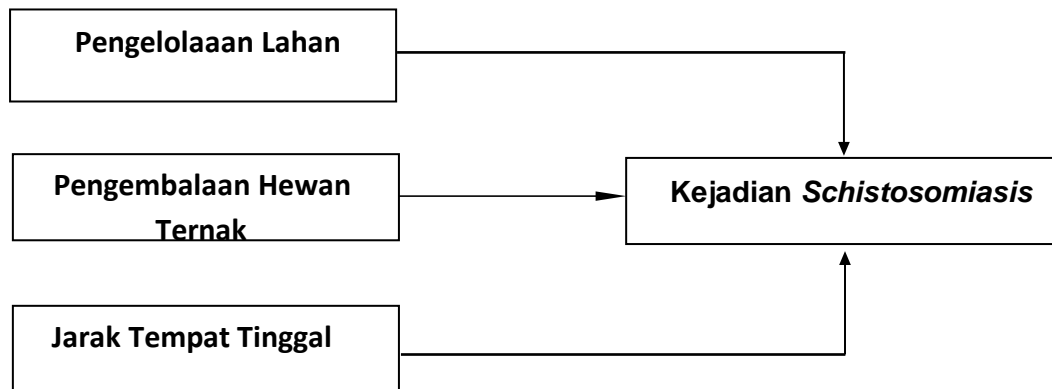 Pengelolaaan Lahan
Pengembalaan Hewan
Ternak
Kejadian Schistosomiasis
Jarak Tempat Tinggal